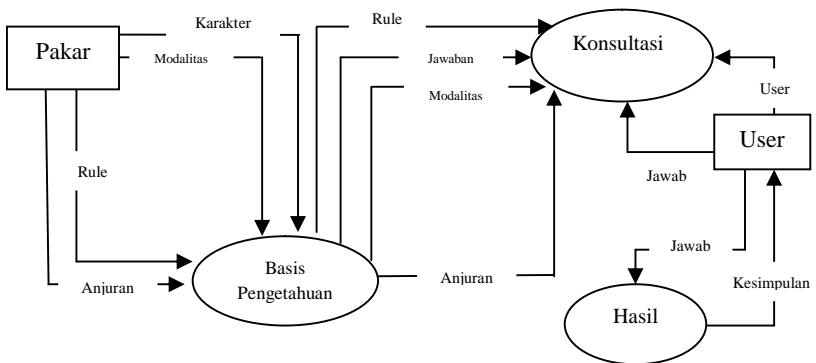 Karakter
Rule
Pakar
Konsultasi
Modalitas
Jawaban
Modalitas
User
User
Rule
Jawab
Jawab
Basis
Pengetahuan
Anjuran
Anjuran
Kesimpulan
Hasil